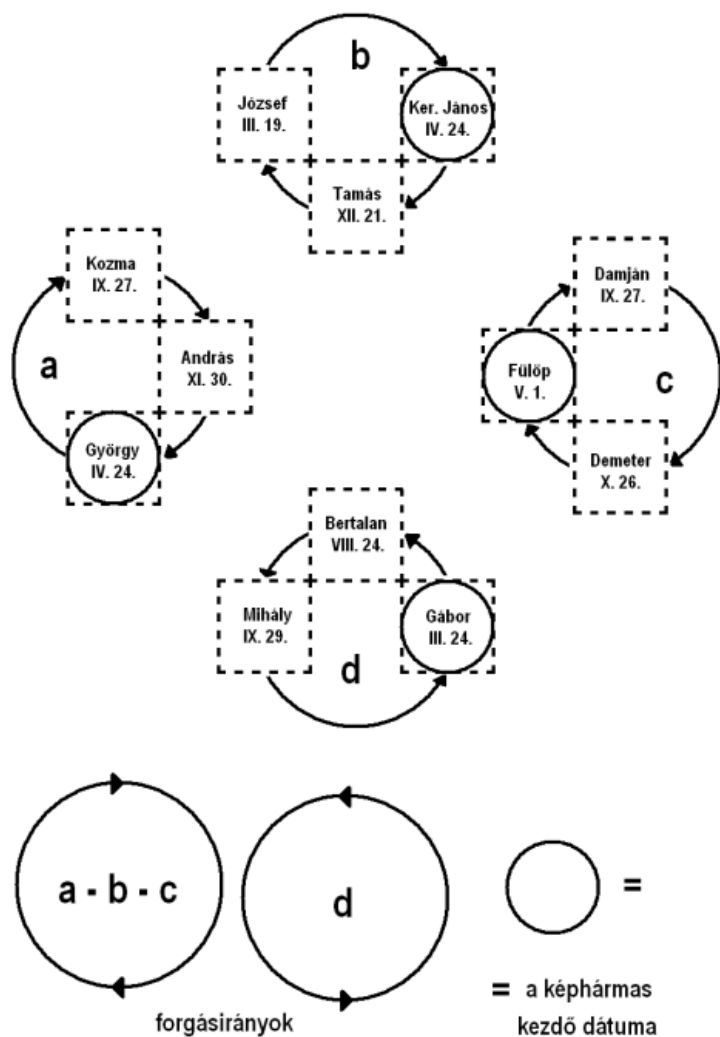 b
József
III. 19.
Ker. János
IV. 24.
Tamás
XII. 21.
Kozma
IX. 27.
András
XI. 30.
a
György
IV. 24.
Damján
IX. 27.
Fülöp
V. 1.
c
Demeter
X. 26.
Bertalan
VIII. 24.
Mihály
IX. 29.
Gábor
III. 24.
d
a - b - c
d
=
forgásirányok
= a képhármas
kezdő dátuma